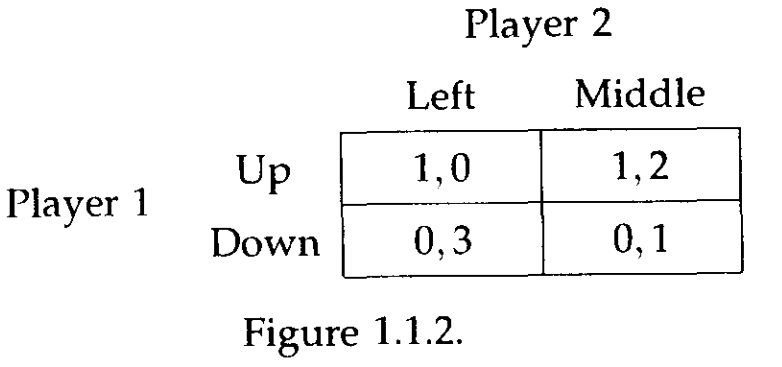 Player 2
Left Middle
Up 1,0 1,2
Player 1
Down 0,3 0,1
Figure 1.1.2.